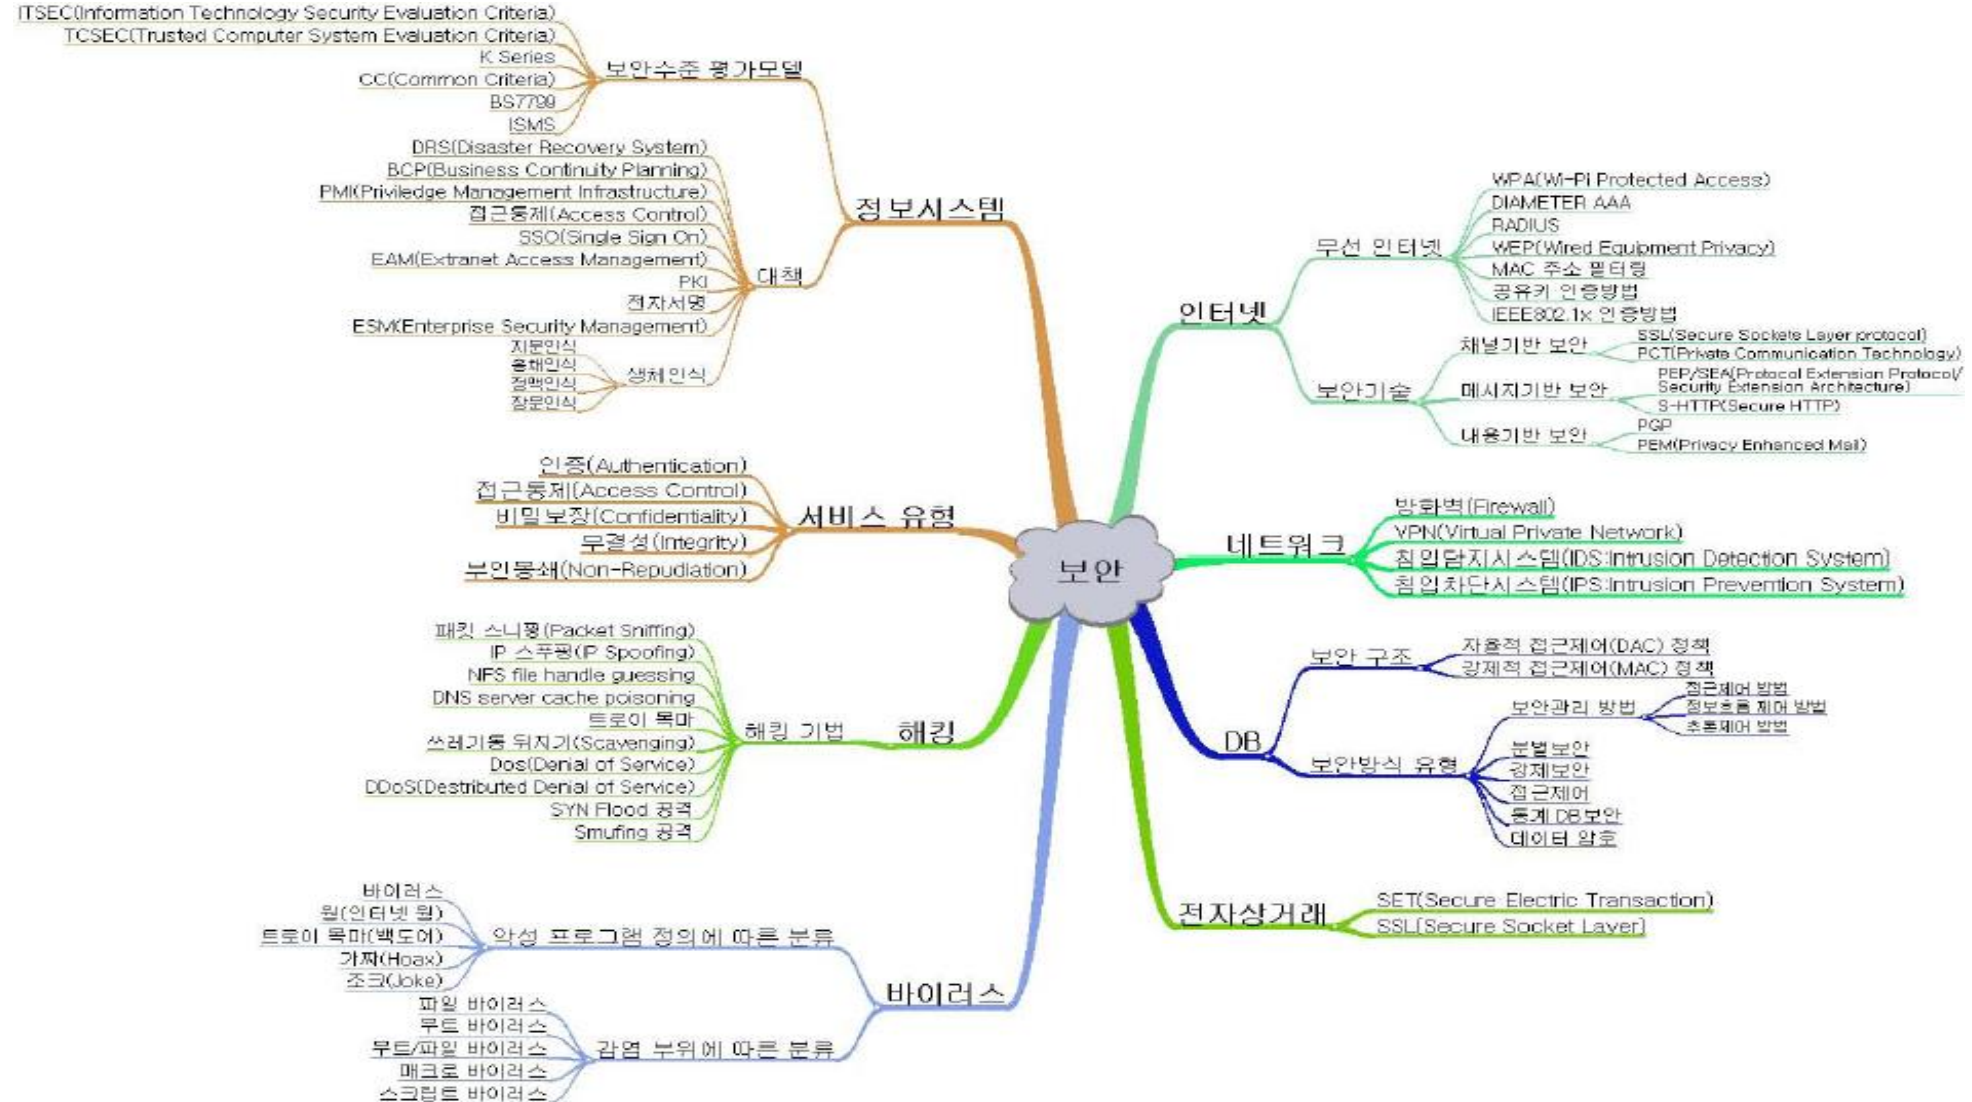 보안
정보시스템
보안수준 평가모델
ITSEC(Information Technology Security Evaluation Criteria)
TCSEC(Trusted Computer System Evaluation Criteria)
K Series
CC(Common Criteria)
BS7799
ISMS
대책
DRS(Disaster Recovery System)
BCP(Business Continuity Planning)
PMI(Priviledge Management Infrastructure)
접근통제(Access Control)
SSO(Single Sign On)
EAM(Extranet Access Management)
PKI
전자서명
ESM(Enterprise Security Management)
생체인식
지문인식
홍채인식
정맥인식
장문인식
서비스 유형
인증(Authentication)
접근통제(Access Control)
비밀보장(Confidentiality)
무결성(Integrity)
부인봉쇄(Non-Repudiation)
해킹
해킹 기법
패킷 스니핑(Packet Sniffing)
IP 스푸핑(IP Spoofing)
NFS file handle guessing
DNS server cache poisoning
트로이 목마
쓰레기통 뒤지기(Scavenging)
Dos(Denial of Service)
DDoS(Destributed Denial of Service)
SYN Flood 공격
Smufing 공격
바이러스
악성 프로그램 정의에 따른 분류
바이러스
웜(인터넷 웜)
트로이 목마(백도어)
가짜(Hoax)
조크(Joke)
감염 부위에 따른 분류
파일 바이러스
부트 바이러스
부트/파일 바이러스
매크로 바이러스
스크립트 바이러스
인터넷
무선 인터넷
WPA(Wi-Pi Protected Access)
DIAMETER AAA
RADIUS
WEP(Wired Equipment Privacy)
MAC 주소 필터링
공유키 인증방법
IEEE802.1x 인증방법
보안기술
채널기반 보안
SSL(Secure Sockets Layer protocol)
PCT(Private Communication Technology)
메시지기반 보안
PEP/SEA(Protocol Extension Protocol/
Security Extension Architecture)
S-HTTP(Secure HTTP)
내용기반 보안
PGP
PEM(Privacy Enhanced Mail)
네트워크
방화벽(Firewall)
VPN(Virtual Private Network)
침입탐지시스템(IDS:Intrusion Detection System)
침입차단시스템(IPS:Intrusion Prevention System)
DB
보안 구조
자율적 접근제어(DAC) 정책
강제적 접근제어(MAC) 정책
보안방식 유형
보안관리 방법
접근제어 방법
정보흐름 제어 방법
추론제어 방법
분별보안
강제보안
접근제어
통계 DB보안
데이터 암호
전자상거래
SET(Secure Electric Transaction)
SSL(Secure Socket Layer)